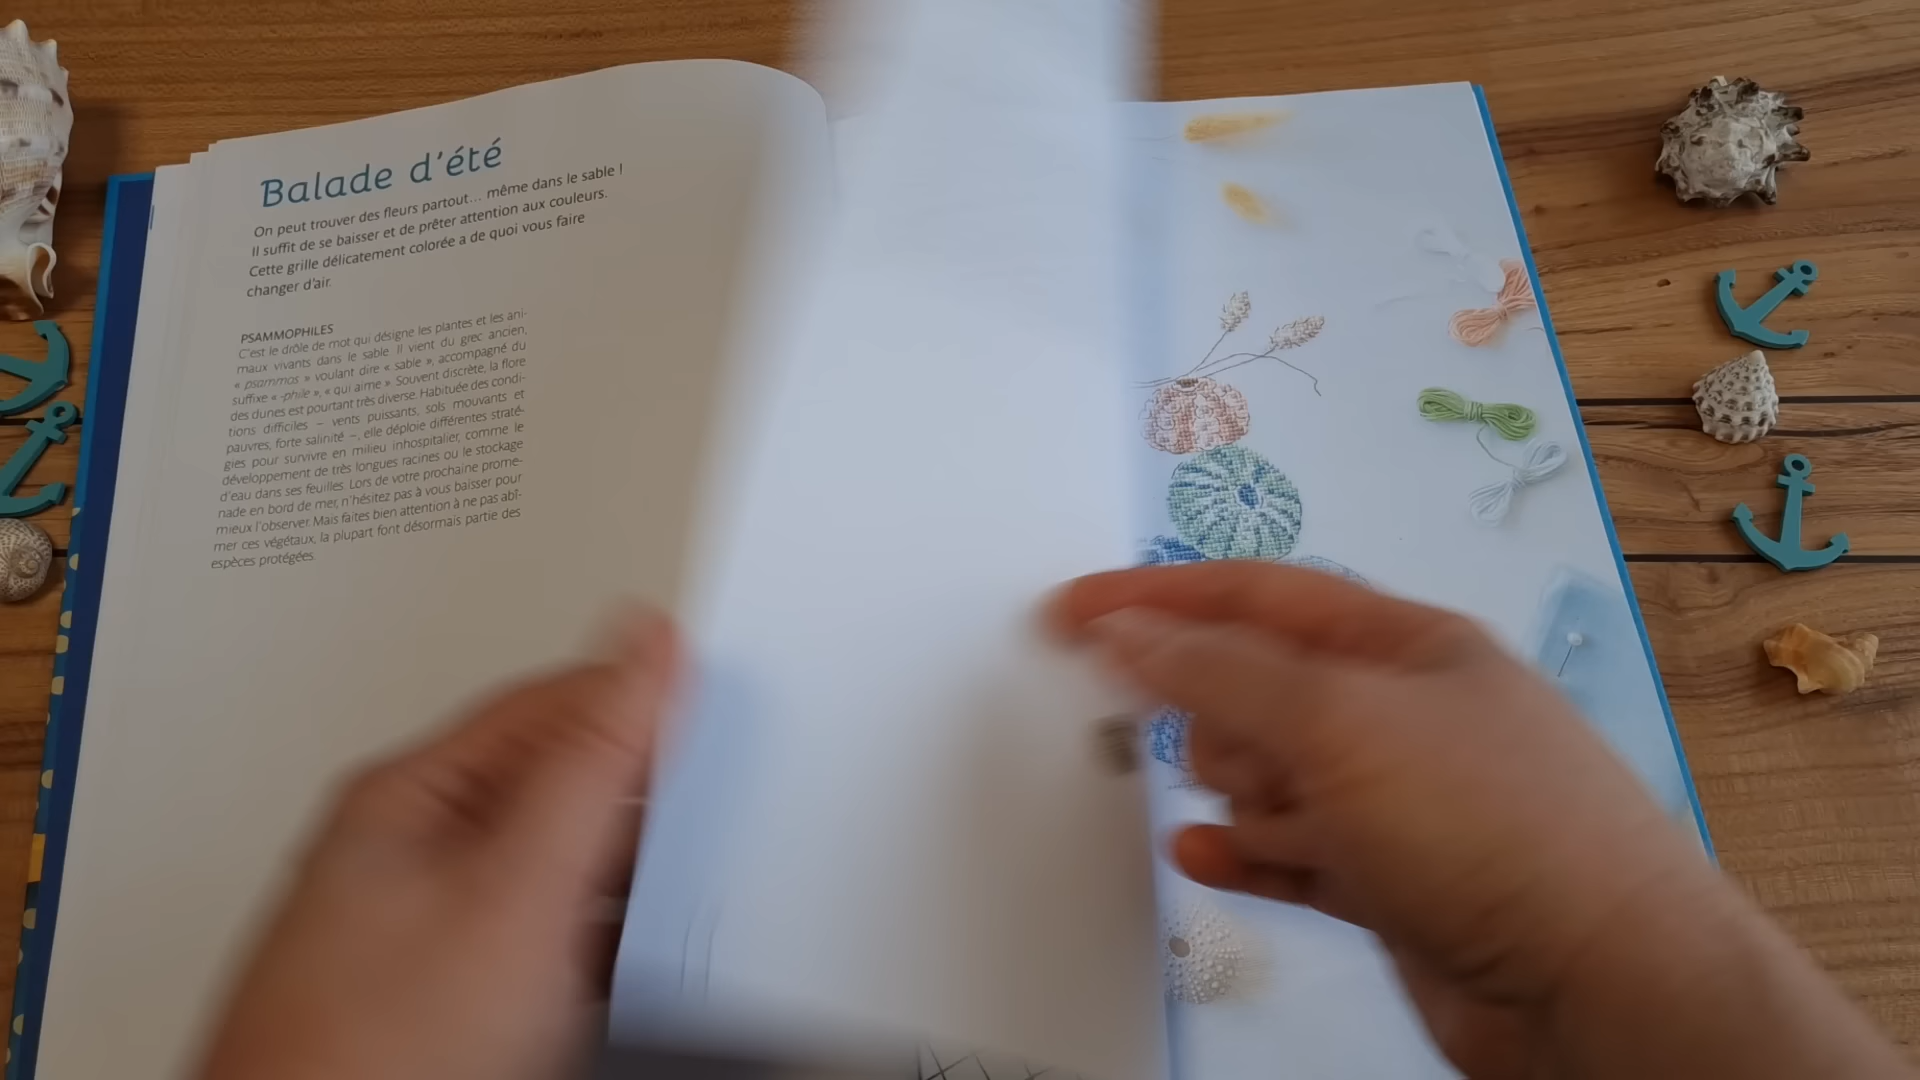 Balade d'été
On peut trouver des fleurs partout... même dans le sable !
Il suffit de se baisser et de prêter attention aux couleurs.
Cette grille délicatement colorée a de quoi vous faire
changer d'air.
PSAMMOPHILES
C'est le drôle de mot qui désigne les plantes et les ani-
maux vivants dans le sable. Il vient du grec ancien,
« psammos » voulant dire « sable », accompagné du
suffixe « -phile », « qui aime ». Souvent discrète, la flore
des dunes est pourtant très diverse. Habituée des condi-
tions difficiles – vents puissants, sols mouvants et
pauvres, forte salinité –, elle déploie différentes straté-
gies pour survivre en milieu inhospitalier, comme le
développement de très longues racines ou le stockage
d'eau dans ses feuilles. Lors de votre prochaine prome-
nade en bord de mer, n'hésitez pas à vous baisser pour
mieux l'observer. Mais faites bien attention à ne pas abî-
mer ces végétaux, la plupart font désormais partie des
espèces protégées.